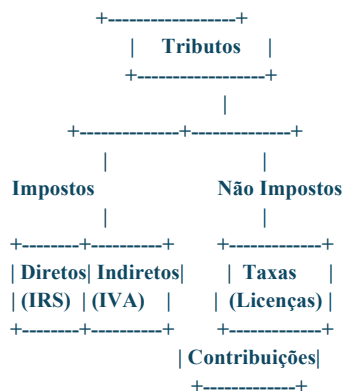 +------------------+
| Tributos |
+------------------+
|
+--------------+--------------+
| |
Impostos Não Impostos
| |
+--------+----------+ +-------------+
| Diretos| Indiretos| | Taxas |
| (IRS) | (IVA) | | (Licenças) |
+--------+----------+ +-------------+
| Contribuições|
+-------------+